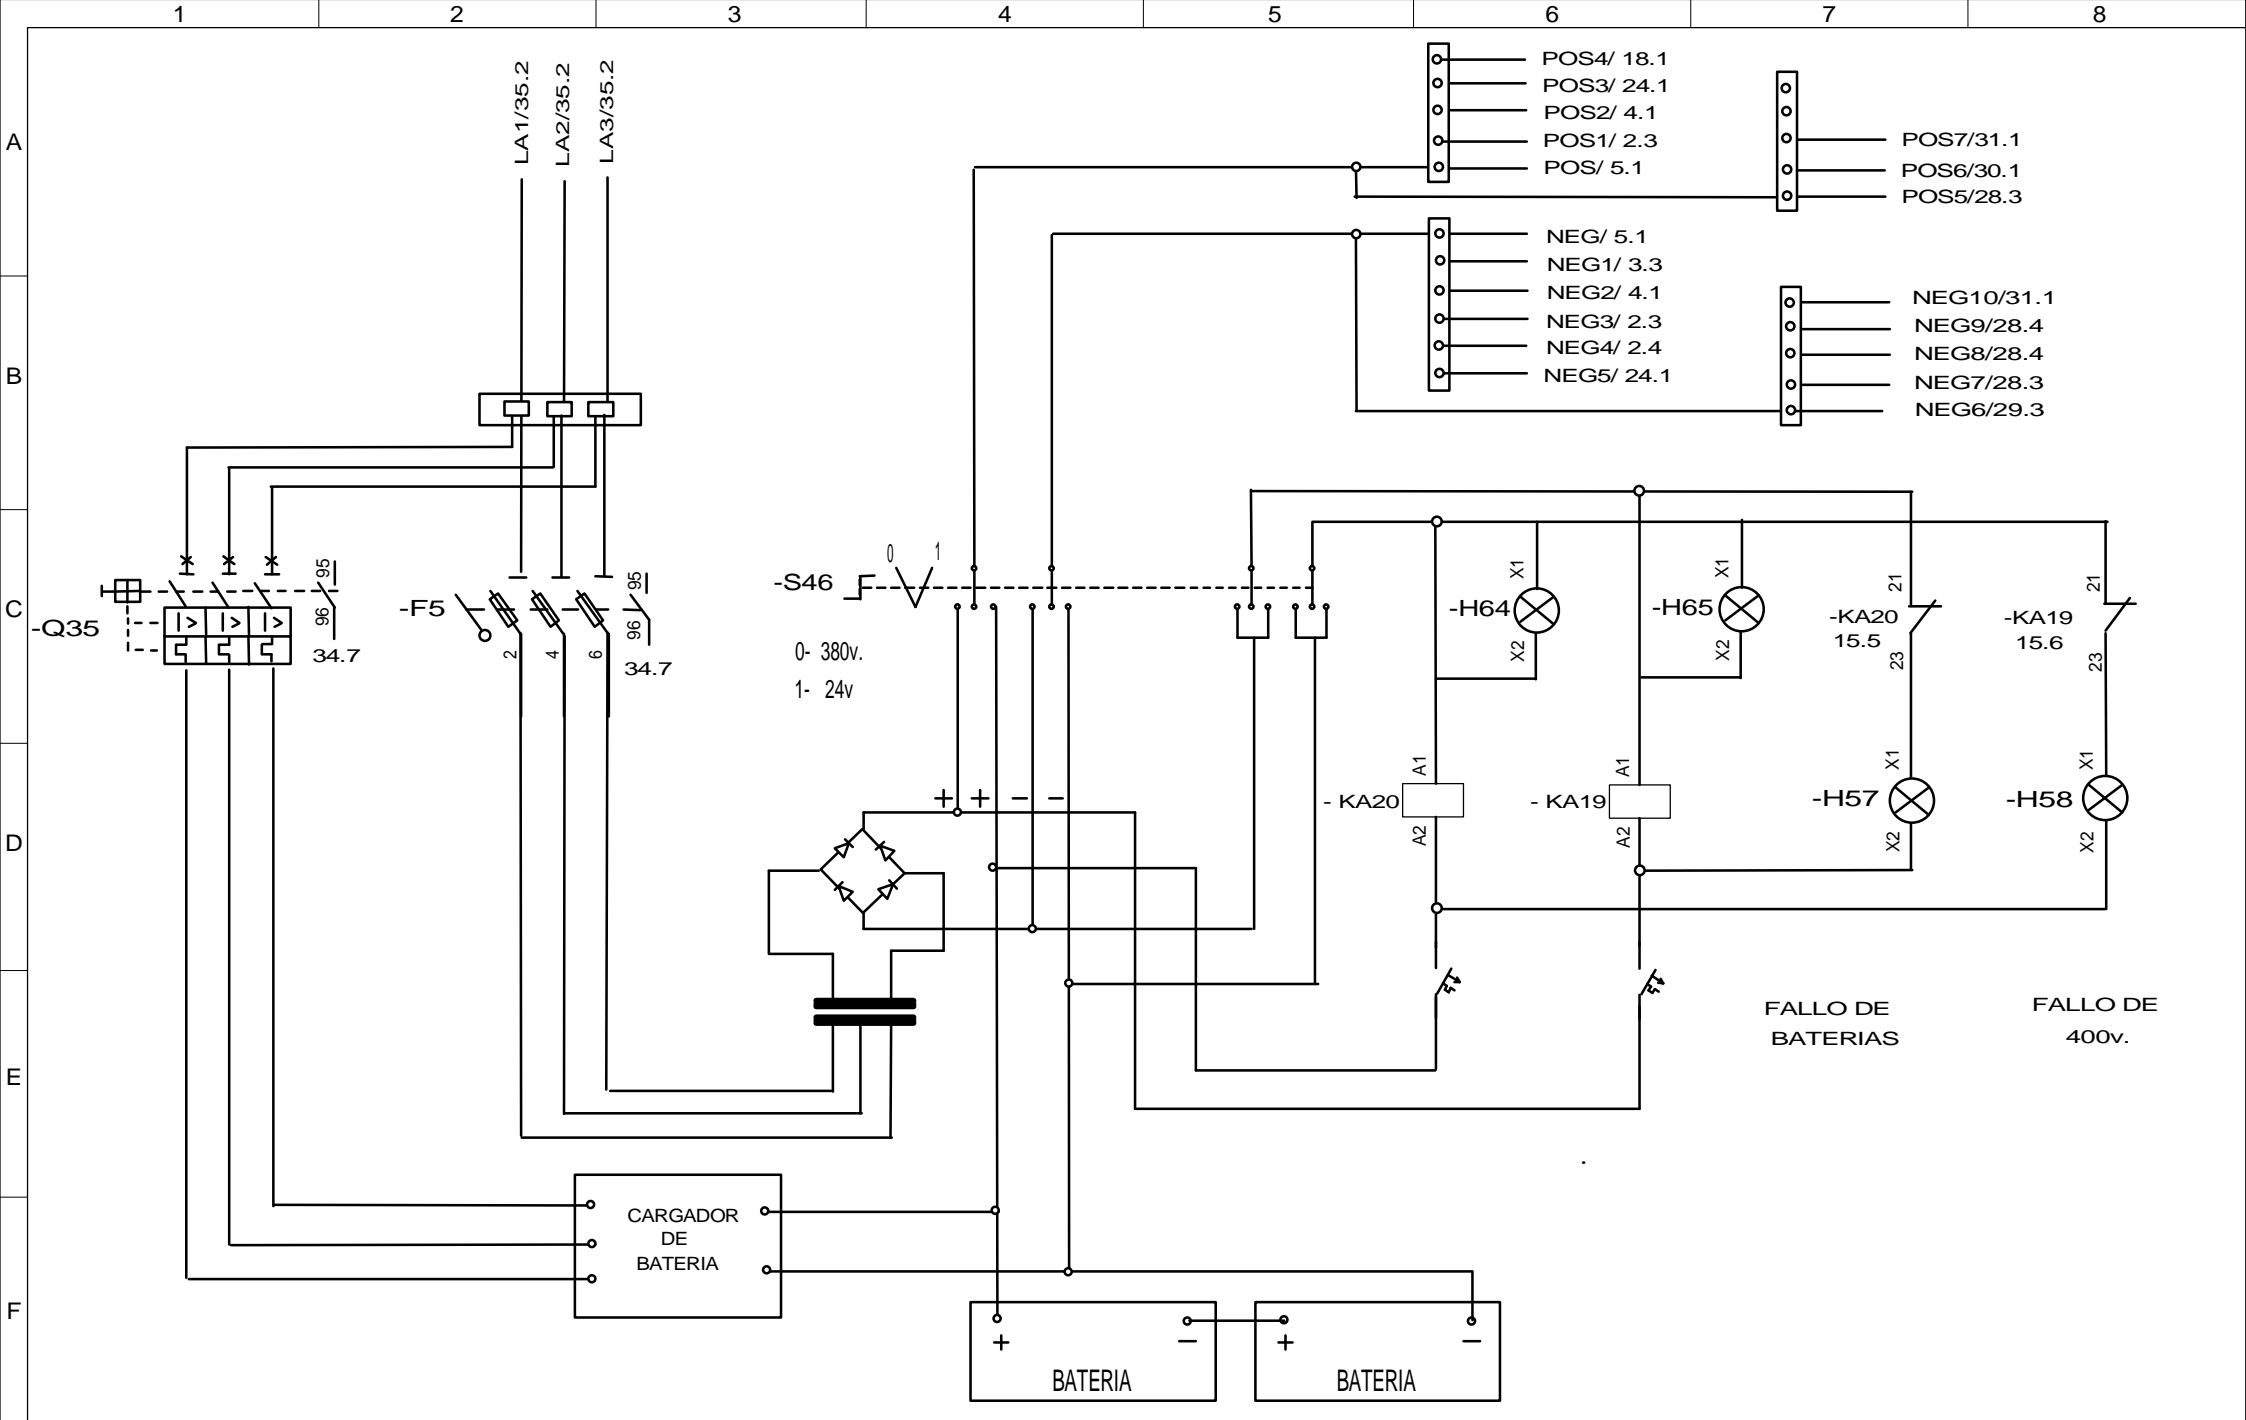 1 2 3 4 5 6 7 8
A
B
C
D
E
F
LA1/35.2
LA2/35.2
LA3/35.2
POS4/ 18.1
POS3/ 24.1
POS2/ 4.1
POS1/ 2.3
POS/ 5.1
POS7/31.1
POS6/30.1
POS5/28.3
NEG/ 5.1
NEG1/ 3.3
NEG2/ 4.1
NEG3/ 2.3
NEG4/ 2.4
NEG5/ 24.1
NEG10/31.1
NEG9/28.4
NEG8/28.4
NEG7/28.3
NEG6/29.3
-Q35
I> I> I>
95
96
34.7
-F5
2 4 6
95
96
34.7
-S46
0 1
0- 380v.
1- 24v
X1
-H64
X2
X1
-H65
X2
21
-KA20
15.5
23
21
-KA19
15.6
23
+ + − −
A1
- KA20
A2
A1
- KA19
A2
X1
-H57
X2
X1
-H58
X2
FALLO DE
BATERIAS
FALLO DE
400v.
CARGADOR
DE
BATERIA
+ −
BATERIA
+ −
BATERIA